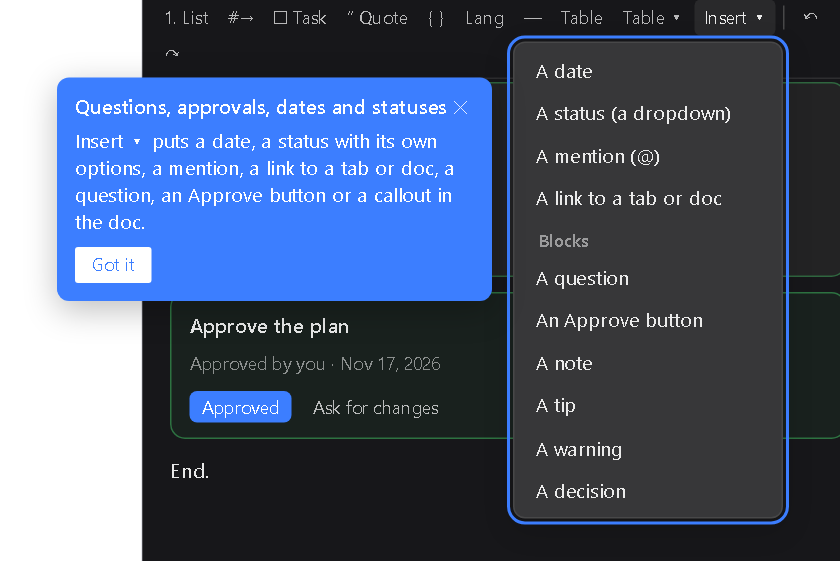 1. List #→ ☐ Task “ Quote { } Lang — Table Table ▾ Insert ▾ ↶
↷
Questions, approvals, dates and statuses ×
Insert ▾ puts a date, a status with its own
options, a mention, a link to a tab or doc, a
question, an Approve button or a callout in
the doc.
Got it
A date
A status (a dropdown)
A mention (@)
A link to a tab or doc
Blocks
A question
An Approve button
A note
A tip
A warning
A decision
Approve the plan
Approved by you · Nov 17, 2026
Approved Ask for changes
End.